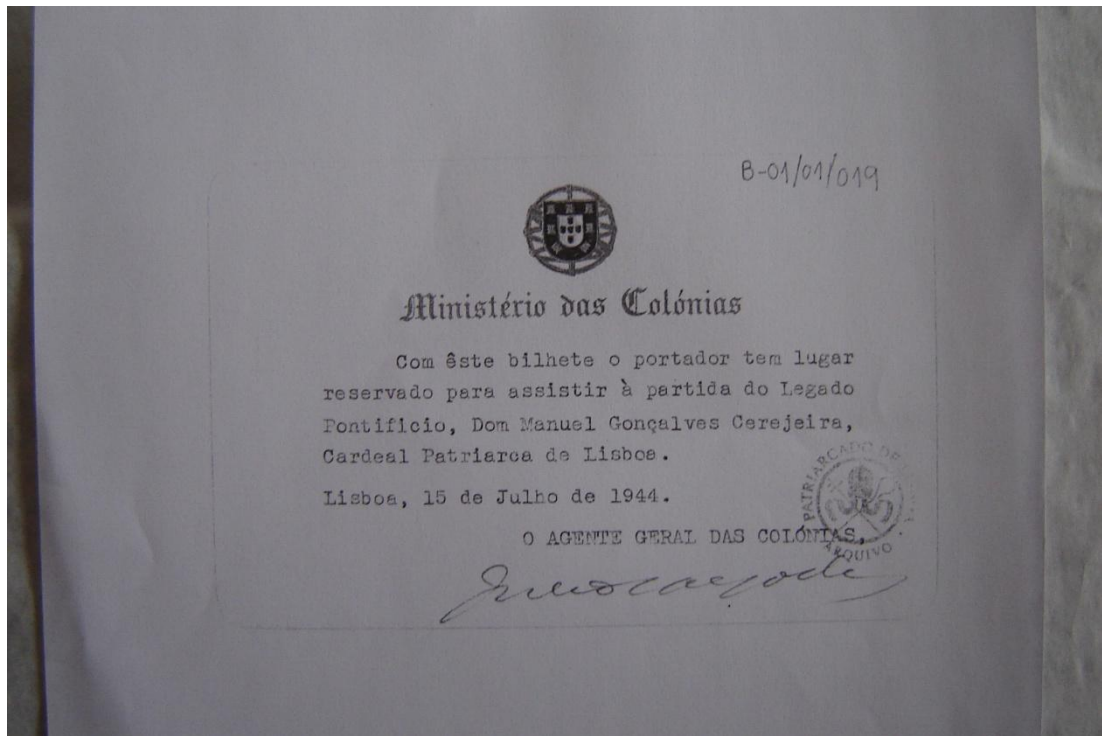 B-01/01/019
Ministério das Colónias
Com êste bilhete o portador tem lugar
reservado para assistir à partida do Legado
Pontificio, Dom Manuel Gonçalves Cerejeira,
Cardeal Patriarca de Lisboa.
Lisboa, 15 de Julho de 1944.
PATRIARCADO DE
ARQUIVO
O AGENTE GERAL DAS COLÓNIAS,